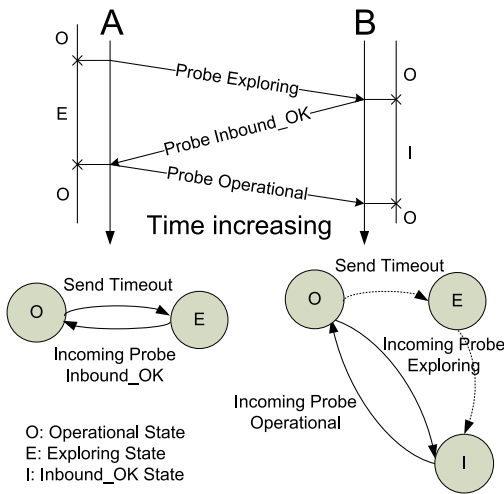 A
B
O
E
O
O
I
O
Probe Exploring
Probe Inbound_OK
Probe Operational
Time increasing
Send Timeout
O
E
Incoming Probe
Inbound_OK
O: Operational State
E: Exploring State
I: Inbound_OK State
Send Timeout
O
E
Incoming Probe
Exploring
Incoming Probe
Operational
I